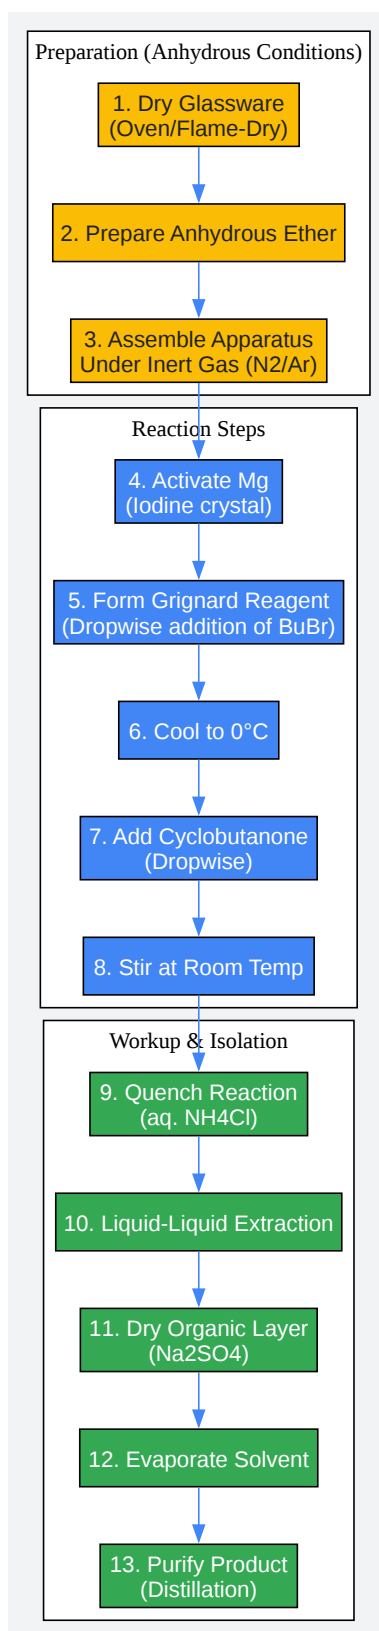 Preparation (Anhydrous Conditions)
1. Dry Glassware
(Oven/Flame-Dry)
2. Prepare Anhydrous Ether
3. Assemble Apparatus
Under Inert Gas (N2/Ar)
Reaction Steps
4. Activate Mg
(Iodine crystal)
5. Form Grignard Reagent
(Dropwise addition of BuBr)
6. Cool to 0°C
7. Add Cyclobutanone
(Dropwise)
8. Stir at Room Temp
Workup & Isolation
9. Quench Reaction
(aq. NH4Cl)
10. Liquid-Liquid Extraction
11. Dry Organic Layer
(Na2SO4)
12. Evaporate Solvent
13. Purify Product
(Distillation)